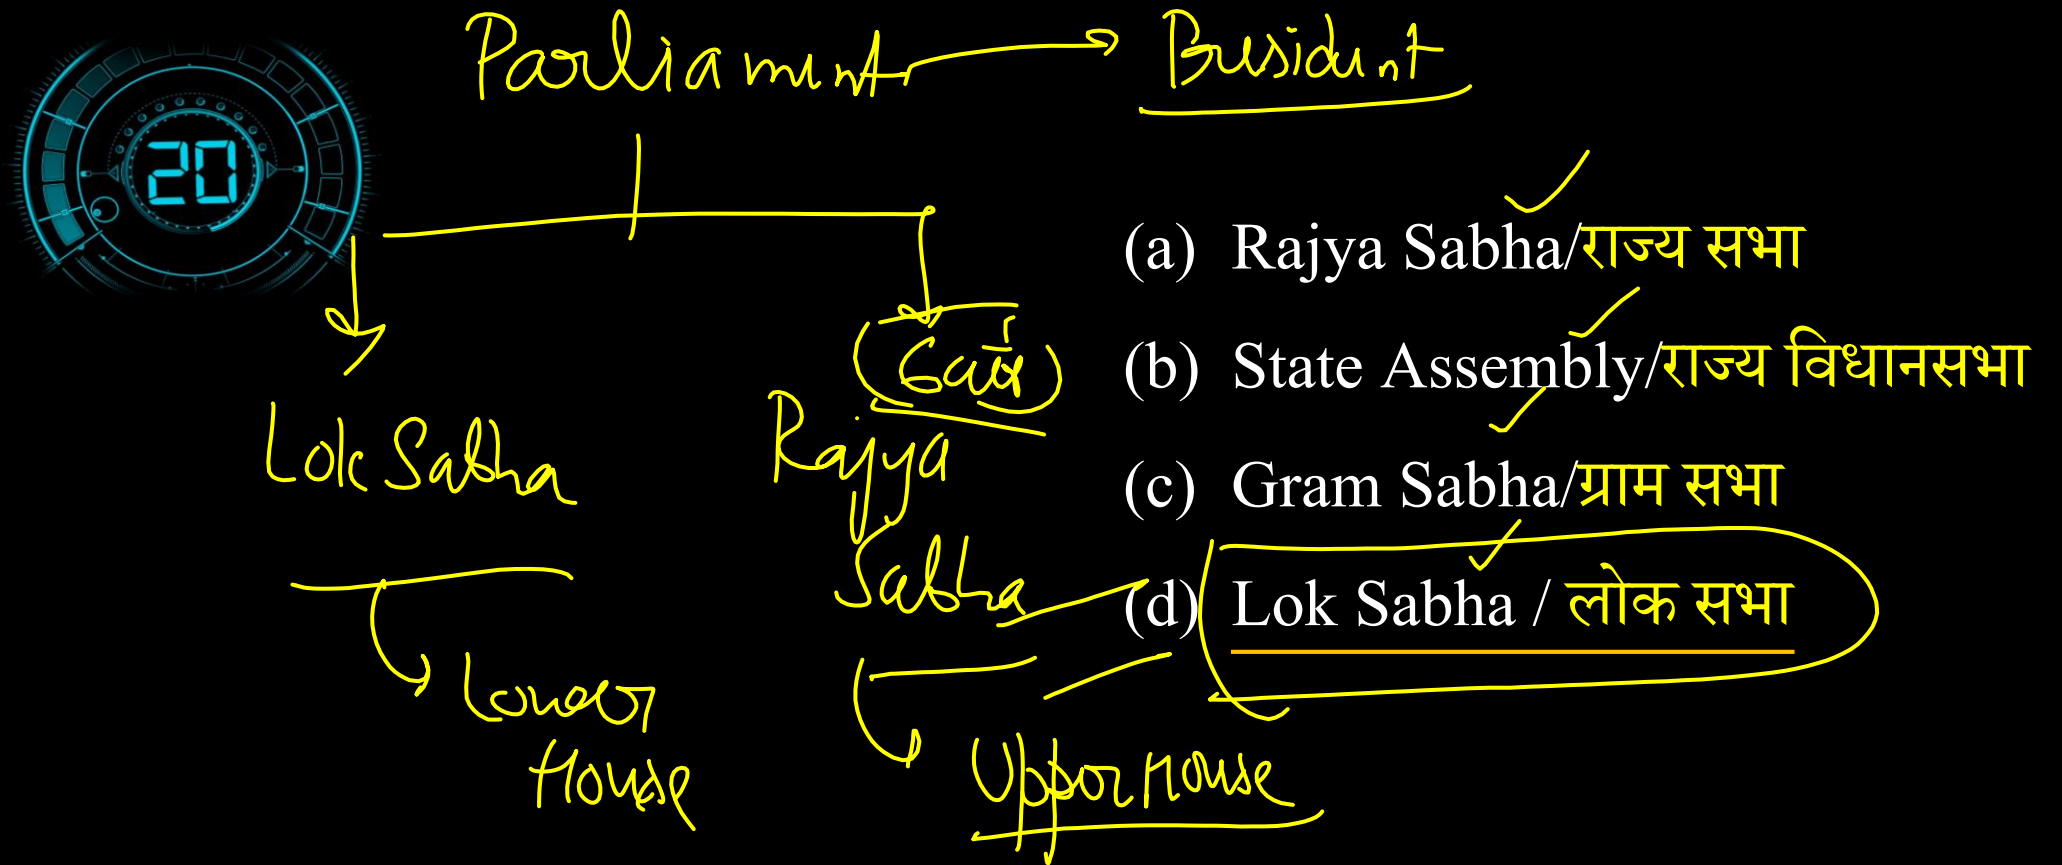 Parliament → President
20
(a) Rajya Sabha/राज्य सभा
(b) State Assembly/राज्य विधानसभा
(c) Gram Sabha/ग्राम सभा
(d) Lok Sabha / लोक सभा
Lok Sabha
Rajya
Sabha
Lower
House
Upper House